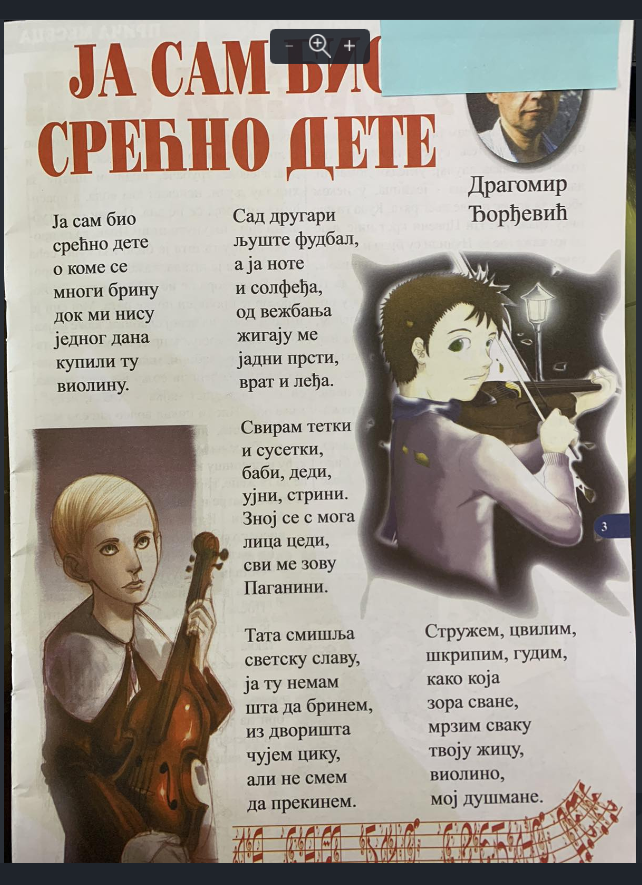 ЈА САМ БИО
СРЕЋНО ДЕТЕ
Драгомир
Ђорђевић
Ја сам био
срећно дете
о коме се
многи брину
док ми нису
једног дана
купили ту
виолину.
Сад другари
љуште фудбал,
а ја ноте
и солфеђа,
од вежбања
жигају ме
јадни прсти,
врат и леђа.
Свирам тетки
и сусетки,
баби, деди,
ујни, стрини.
Зној се с мога
лица цеди,
сви ме зову
Паганини.
Тата смишља
светску славу,
ја ту немам
шта да бринем,
из дворишта
чујем цику,
али не смем
да прекинем.
Стружем, цвилим,
шкрипим, гудим,
како која
зора сване,
мрзим сваку
твоју жицу,
виолино,
мој душмане.
3